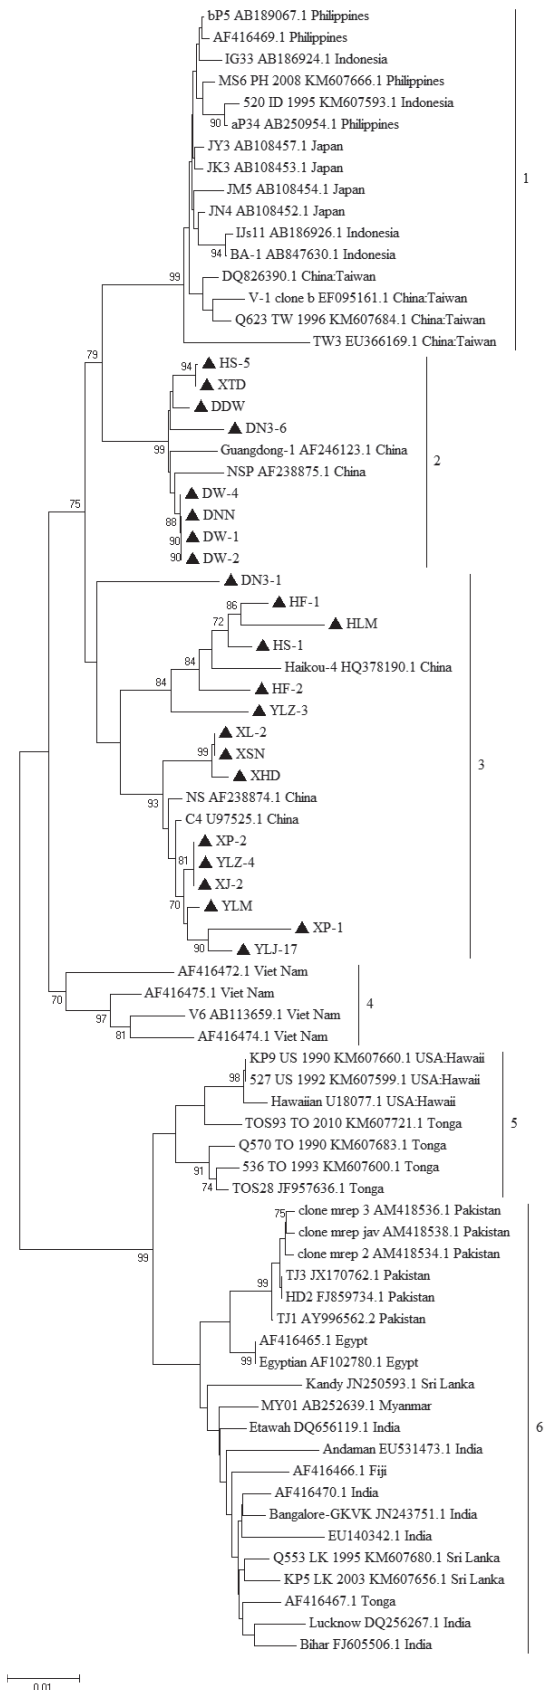 bP5 AB189067.1 Philippines
AF416469.1 Philippines
IG33 AB186924.1 Indonesia
MS6 PH 2008 KM607666.1 Philippines
520 ID 1995 KM607593.1 Indonesia
90
aP34 AB250954.1 Philippines
JY3 AB108457.1 Japan
JK3 AB108453.1 Japan
1
JM5 AB108454.1 Japan
JN4 AB108452.1 Japan
IJs11 AB186926.1 Indonesia
94
BA-1 AB847630.1 Indonesia
99
DQ826390.1 China:Taiwan
V-1 clone b EF095161.1 China:Taiwan
Q623 TW 1996 KM607684.1 China:Taiwan
TW3 EU366169.1 China:Taiwan
79
94
HS-5
XTD
DDW
DN3-6
99
Guangdong-1 AF246123.1 China
2
NSP AF238875.1 China
DW-4
75
DNN
88
DW-1
90
DW-2
90
DN3-1
HF-1
86
HLM
72
HS-1
84
Haikou-4 HQ378190.1 China
84
HF-2
YLZ-3
XL-2
99
XSN
3
XHD
93
NS AF238874.1 China
C4 U97525.1 China
XP-2
81
YLZ-4
XJ-2
70
YLM
XP-1
90
YLJ-17
AF416472.1 Viet Nam
70
AF416475.1 Viet Nam
4
97
V6 AB113659.1 Viet Nam
81
AF416474.1 Viet Nam
KP9 US 1990 KM607660.1 USA:Hawaii
98
527 US 1992 KM607599.1 USA:Hawaii
Hawaiian U18077.1 USA:Hawaii
TOS93 TO 2010 KM607721.1 Tonga
5
Q570 TO 1990 KM607683.1 Tonga
91
536 TO 1993 KM607600.1 Tonga
74
TOS28 JF957636.1 Tonga
99
75
clone mrep 3 AM418536.1 Pakistan
clone mrep jav AM418538.1 Pakistan
clone mrep 2 AM418534.1 Pakistan
99
TJ3 JX170762.1 Pakistan
HD2 FJ859734.1 Pakistan
TJ1 AY996562.2 Pakistan
AF416465.1 Egypt
99
Egyptian AF102780.1 Egypt
Kandy JN250593.1 Sri Lanka
MY01 AB252639.1 Myanmar
Etawah DQ656119.1 India
6
Andaman EU531473.1 India
AF416466.1 Fiji
AF416470.1 India
Bangalore-GKVK JN243751.1 India
EU140342.1 India
Q553 LK 1995 KM607680.1 Sri Lanka
KP5 LK 2003 KM607656.1 Sri Lanka
AF416467.1 Tonga
Lucknow DQ256267.1 India
Bihar FJ605506.1 India
0.01